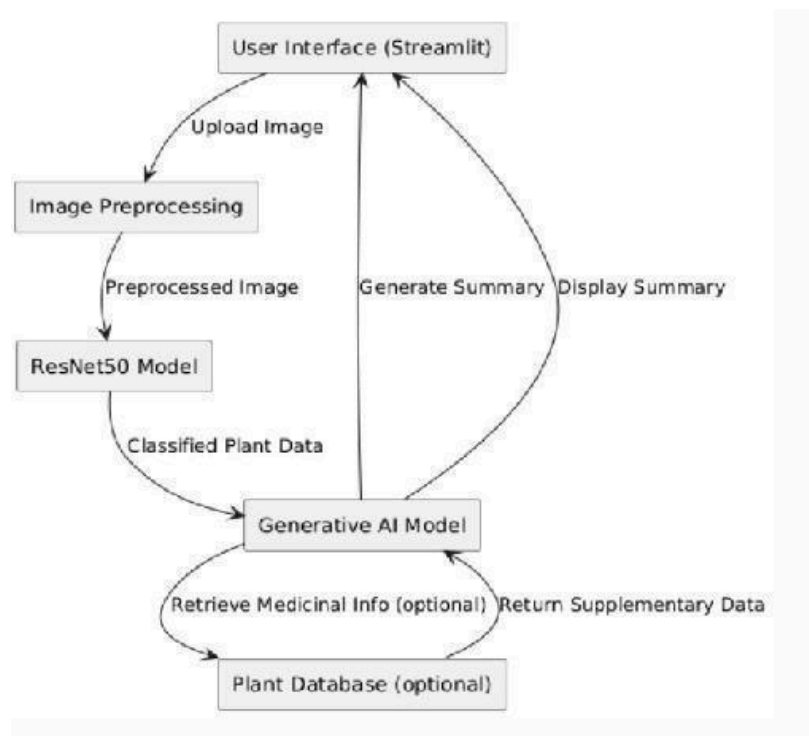 User Interface (Streamlit)
Upload Image
Image Preprocessing
Preprocessed Image
Generate Summary
Display Summary
ResNet50 Model
Classified Plant Data
Generative AI Model
Retrieve Medicinal Info (optional)
Return Supplementary Data
Plant Database (optional)